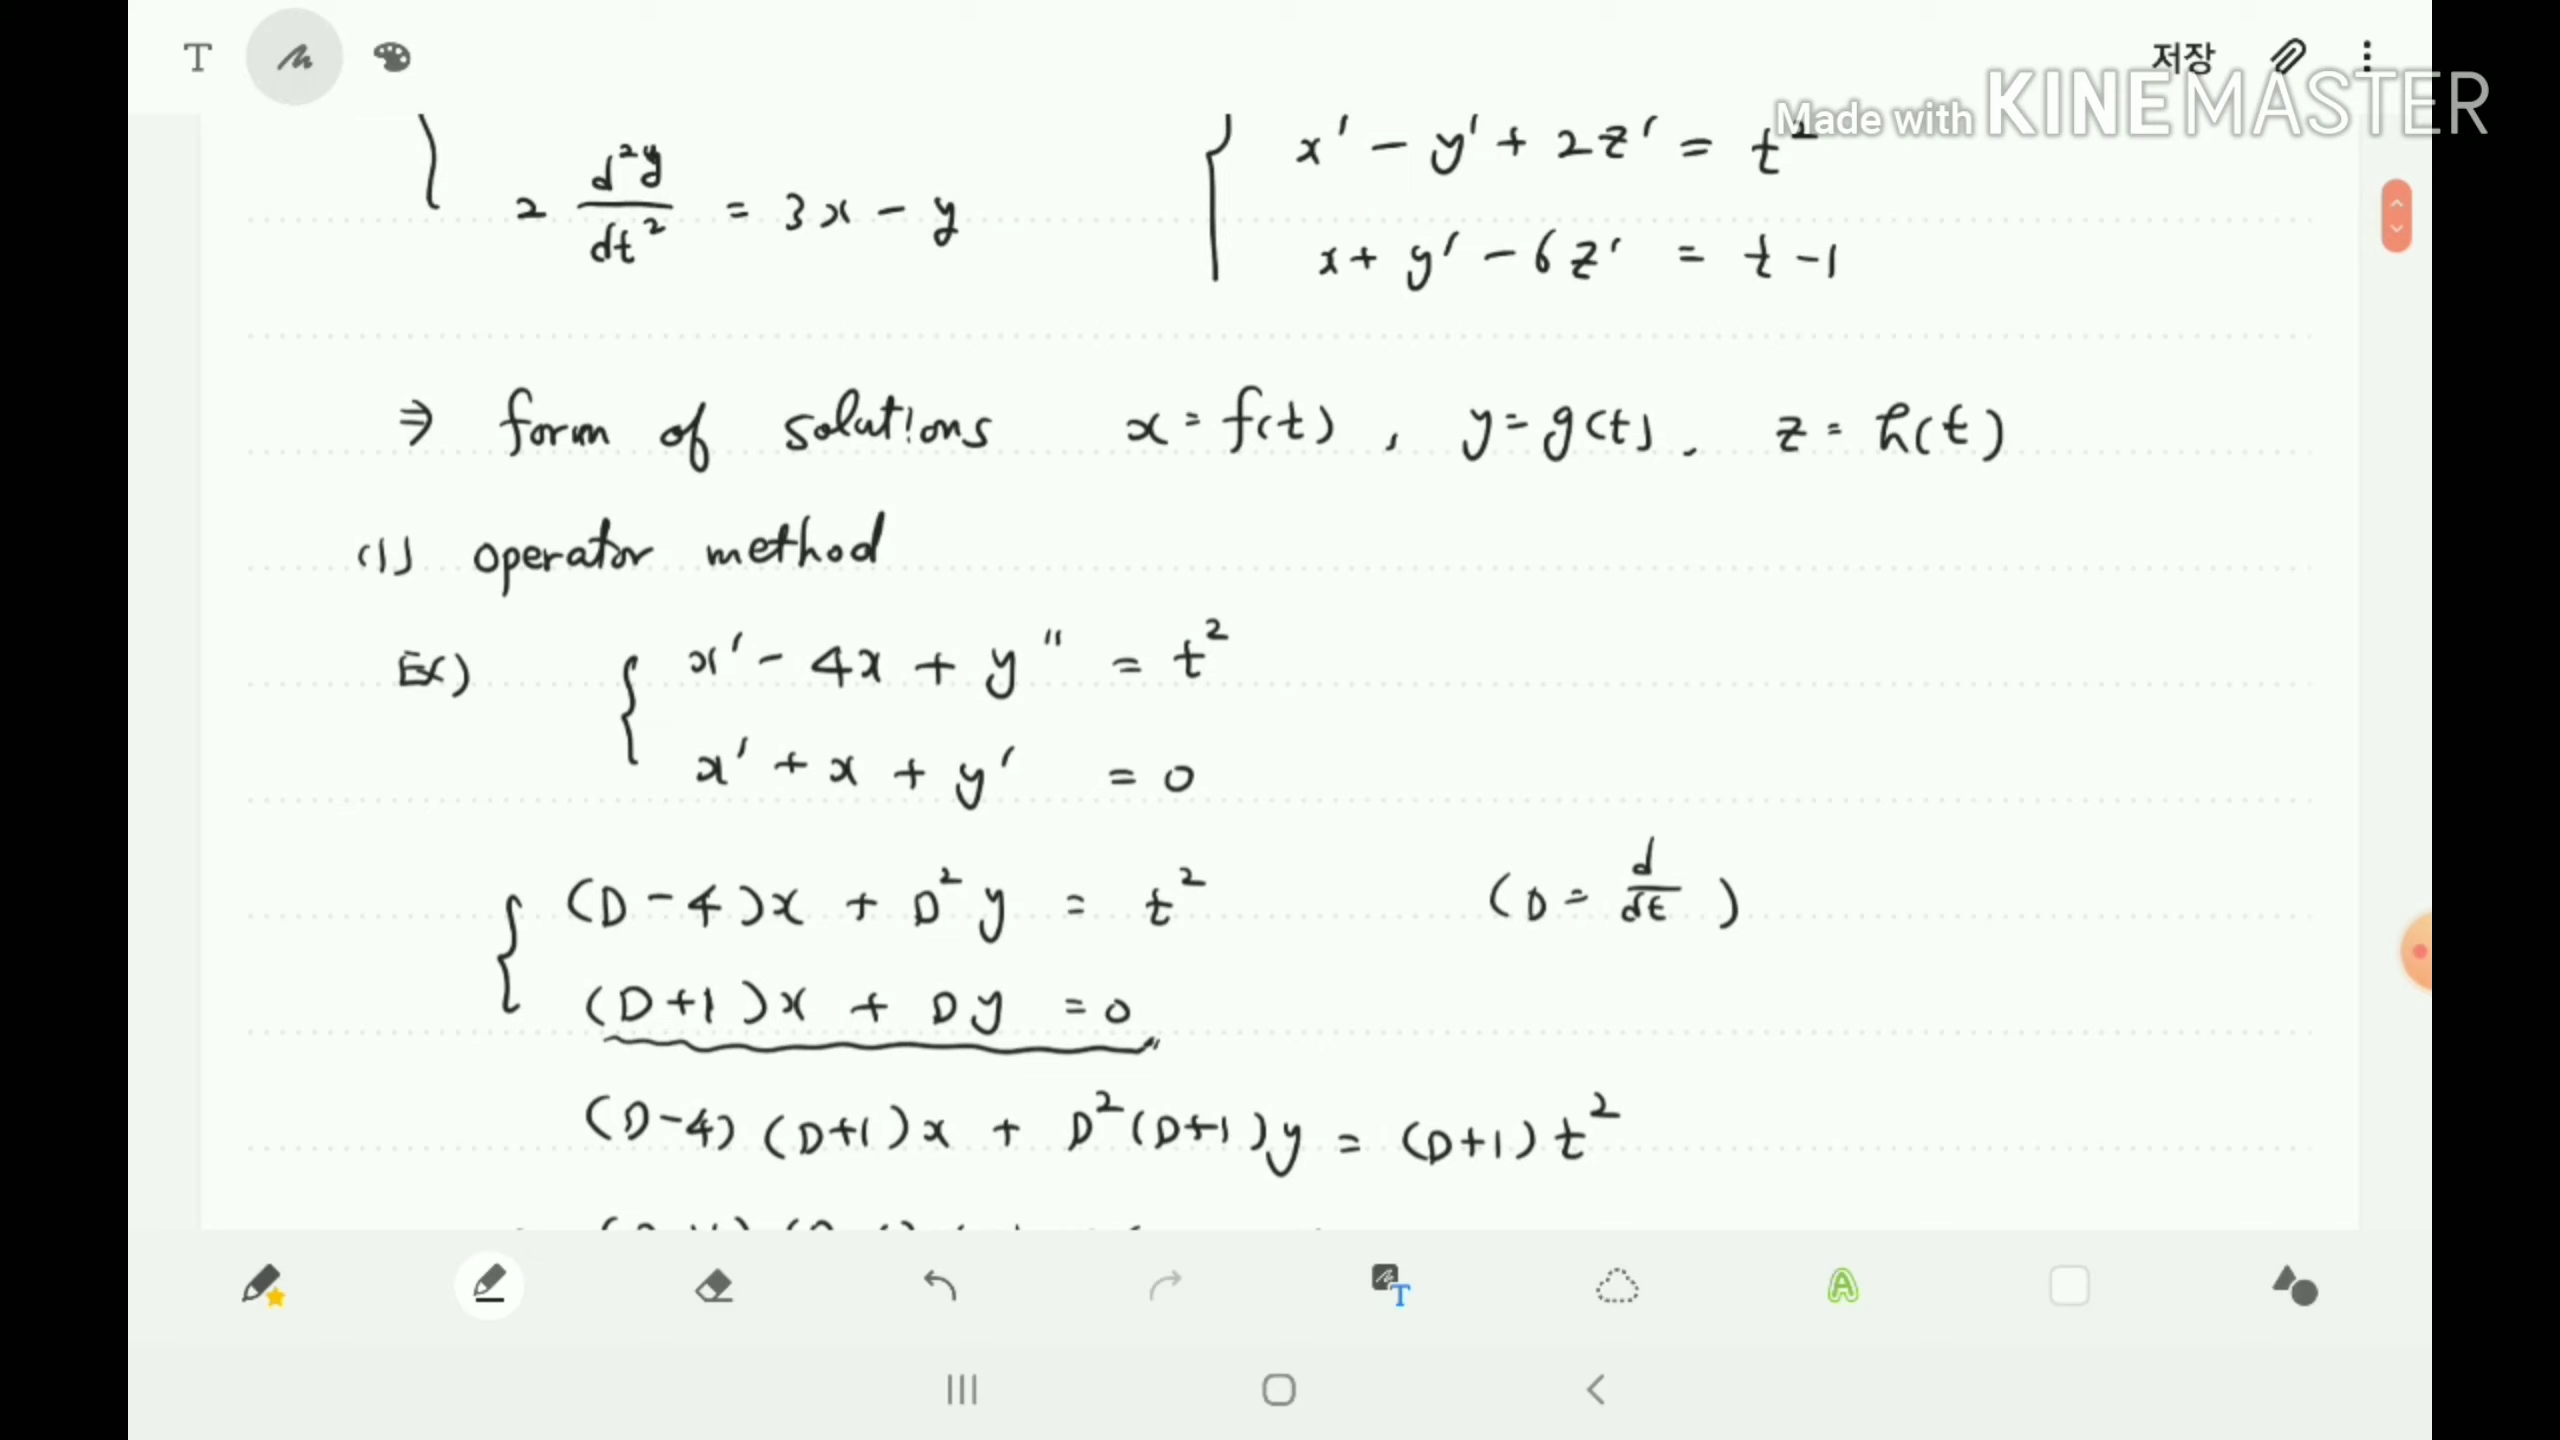 T
저장
Made with KINEMASTER
x' - y' + 2z' = t²
2 d²y/dt² = 3x - y
x + y' - 6z' = t - 1
⇒ form of solutions x = f(t), y = g(t), z = h(t)
(1) operator method
Ex) x' - 4x + y'' = t²
x' + x + y' = 0
(D-4)x + D²y = t² (D = d/dt)
(D+1)x + Dy = 0
(D-4)(D+1)x + D²(D+1)y = (D+1)t²
T
A